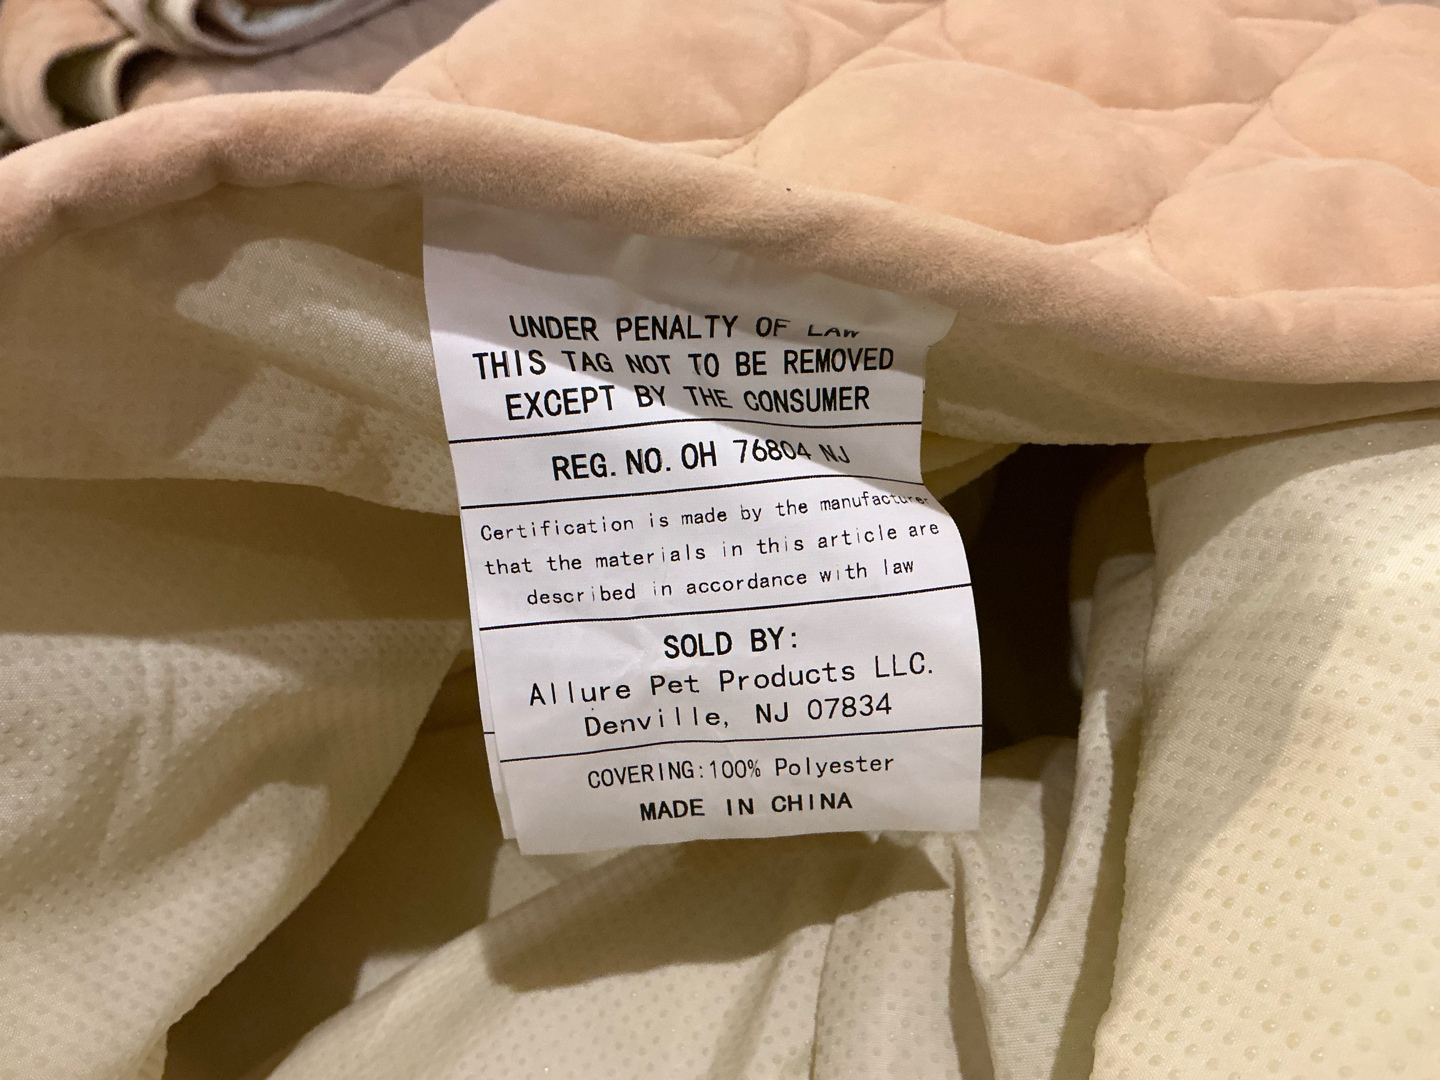 UNDER PENALTY OF LAW
THIS TAG NOT TO BE REMOVED
EXCEPT BY THE CONSUMER
REG. NO. OH 76804 NJ
Certification is made by the manufacturer
that the materials in this article are
described in accordance with law
SOLD BY:
Allure Pet Products LLC.
Denville, NJ 07834
COVERING:100% Polyester
MADE IN CHINA